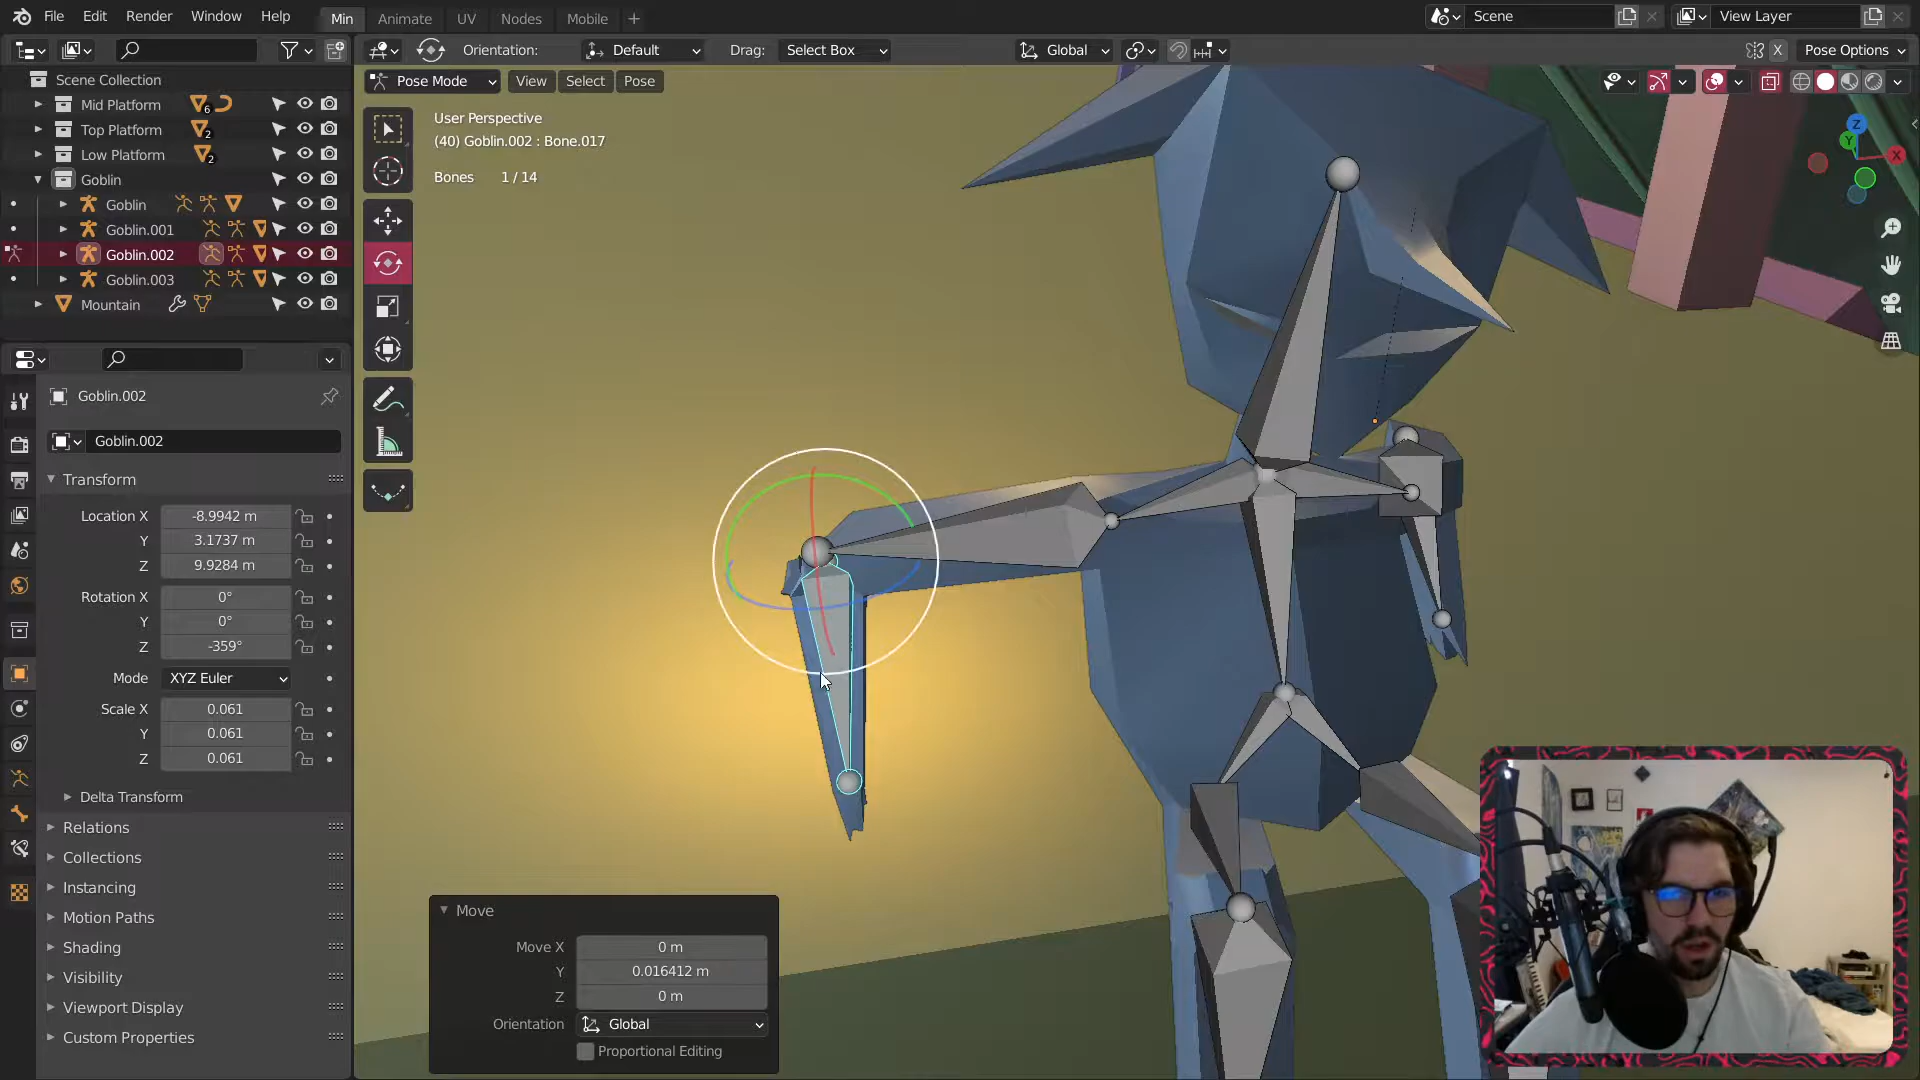 File Edit Render Window Help Min Animate UV Nodes Mobile + Scene View Layer
Orientation: Default Drag: Select Box Global X Pose Options
Scene Collection Pose Mode View Select Pose
Mid Platform 6
Top Platform 2
Low Platform 2
Goblin
Goblin
Goblin.001
Goblin.002
Goblin.003
Mountain
User Perspective
(40) Goblin.002 : Bone.017
Bones 1 / 14
Z
Y
X
Goblin.002
Goblin.002
Transform
Location X -8.9942 m
Y 3.1737 m
Z 9.9284 m
Rotation X 0°
Y 0°
Z -359°
Mode XYZ Euler
Scale X 0.061
Y 0.061
Z 0.061
Delta Transform
Relations
Collections
Instancing
Motion Paths
Shading
Visibility
Viewport Display
Custom Properties
Move
Move X 0 m
Y 0.016412 m
Z 0 m
Orientation Global
Proportional Editing